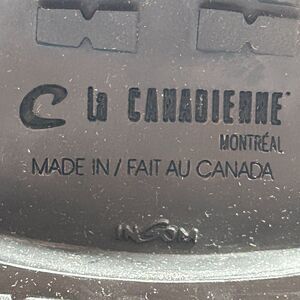 C la CANADIENNE
MONTRÉAL
MADE IN / FAIT AU CANADA